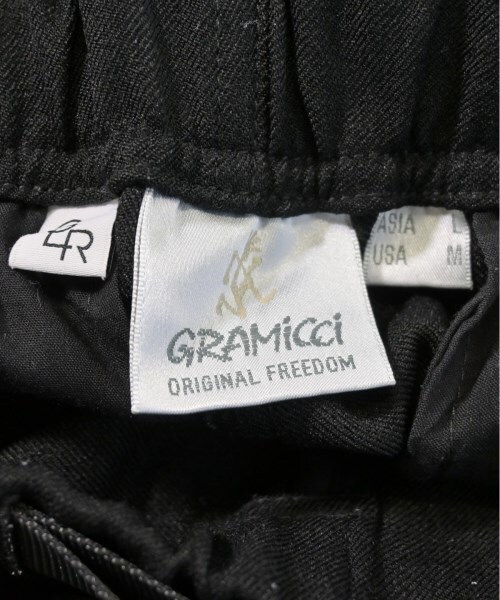 4R
GRAMiCCi
ORIGINAL FREEDOM
ASIA L
USA M